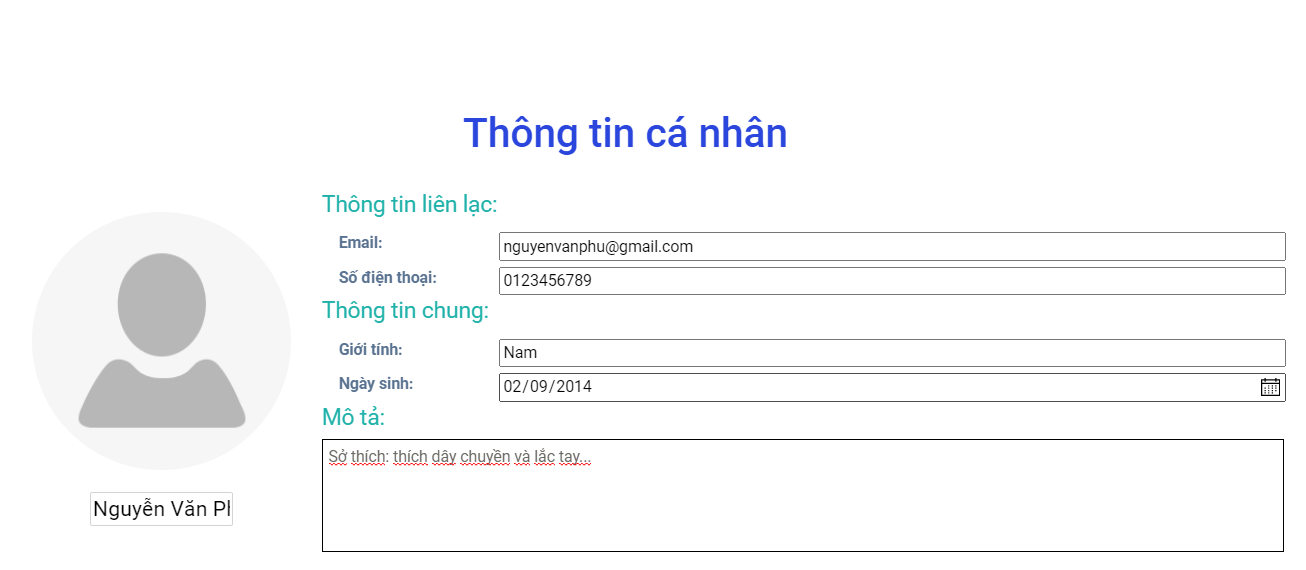 Thông tin cá nhân
Thông tin liên lạc:
Email: nguyenvanphu@gmail.com
Số điện thoại: 0123456789
Thông tin chung:
Giới tính: Nam
Ngày sinh: 02/09/2014
Mô tả:
Sở thích: thích dây chuyền và lắc tay...
Nguyễn Văn